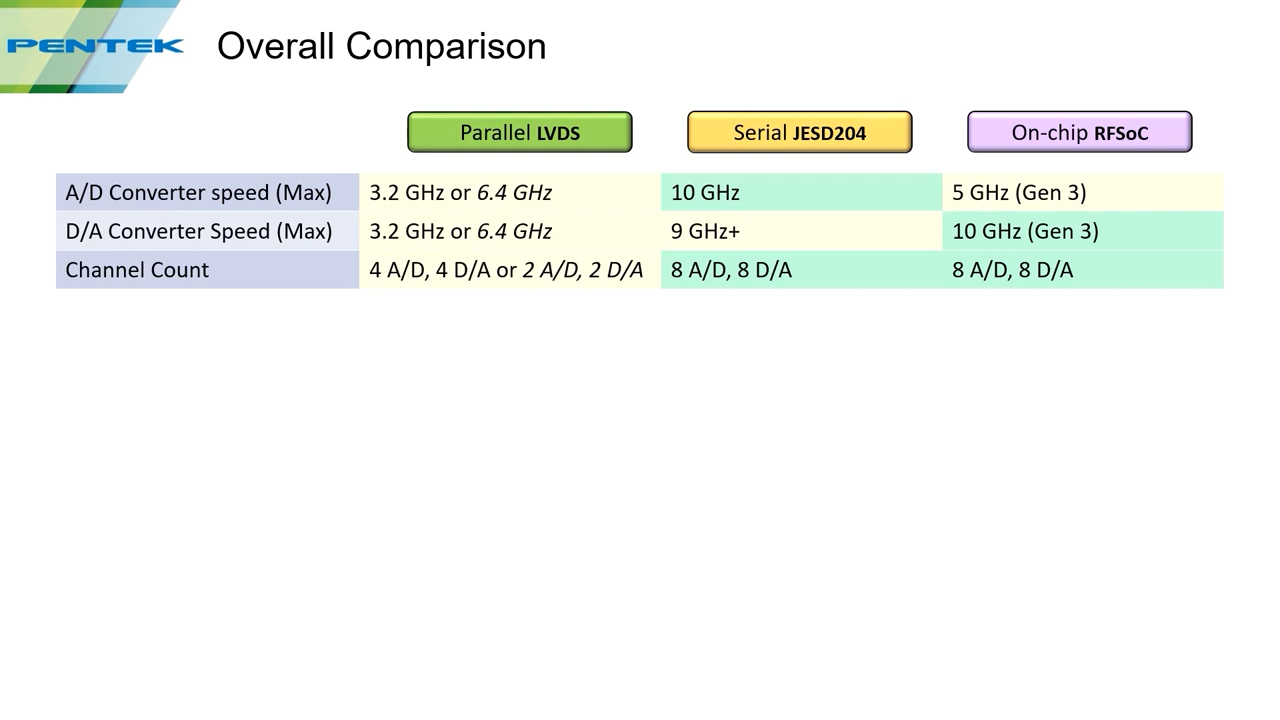 PENTEK
Overall Comparison
Parallel LVDS
Serial JESD204
On-chip RFSoC
A/D Converter speed (Max) 3.2 GHz or 6.4 GHz 10 GHz 5 GHz (Gen 3)
D/A Converter Speed (Max) 3.2 GHz or 6.4 GHz 9 GHz+ 10 GHz (Gen 3)
Channel Count 4 A/D, 4 D/A or 2 A/D, 2 D/A 8 A/D, 8 D/A 8 A/D, 8 D/A